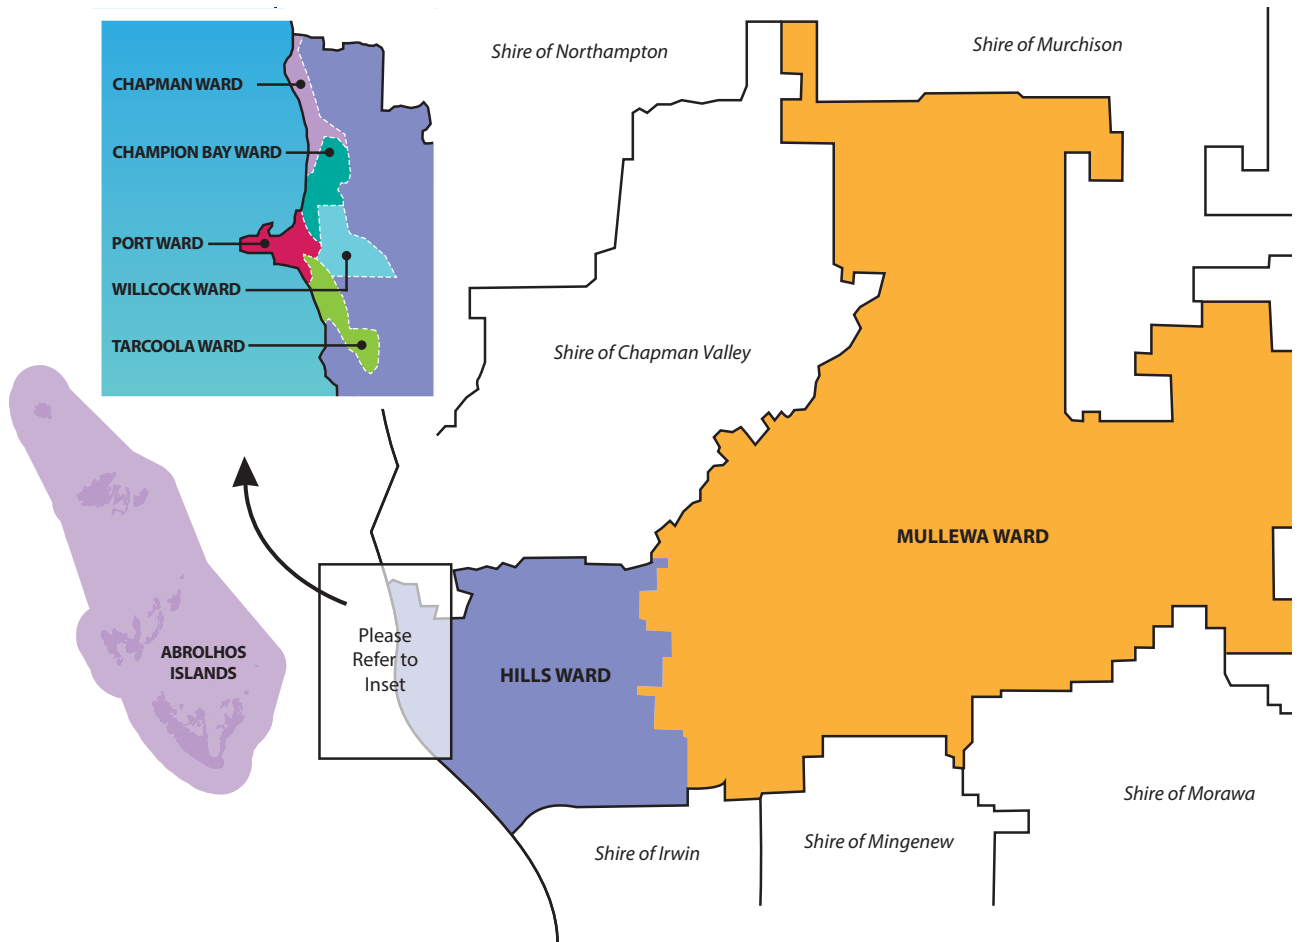 Shire of Northampton
Shire of Murchison
CHAPMAN WARD
CHAMPION BAY WARD
PORT WARD
WILLCOCK WARD
TARCOOLA WARD
Shire of Chapman Valley
MULLEWA WARD
Please
Refer to
Inset
ABROLHOS
ISLANDS
HILLS WARD
Shire of Morawa
Shire of Mingenew
Shire of Irwin